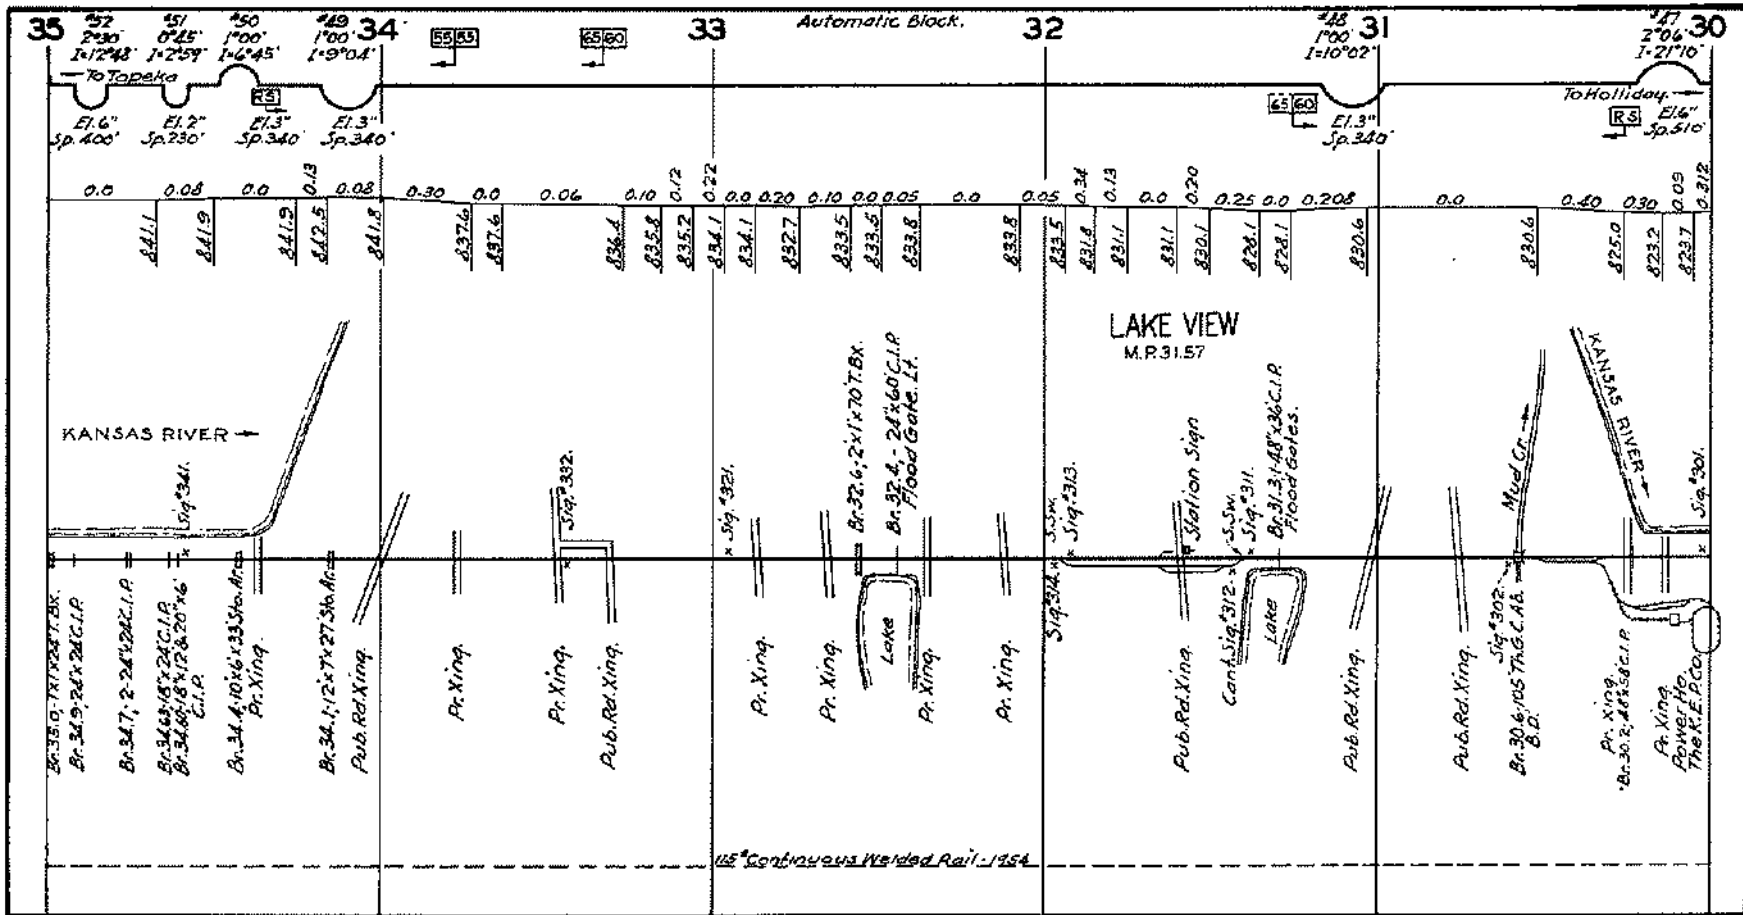 35
#52
2°30'
I=12°48'
#51
0°45'
I=2°59'
#50
1°00'
I=6°45'
#49
1°00'
I=9°04'
34
55 55
65 60
33
Automatic Block.
32
#48
1°00'
I=10°02'
31
#47
2°06'
I=21°10'
30
To Topeka
RS
65 60
To Holliday
RS
El. 6"
Sp. 400'
El. 2"
Sp. 230'
El. 3"
Sp. 340'
El. 3"
Sp. 340'
El. 3"
Sp. 340'
El. 6"
Sp. 510'
0.0 0.08 0.0 0.13 0.08 0.30 0.0 0.06 0.10 0.12 0.22 0.0 0.20 0.10 0.0 0.05 0.0 0.05 0.34 0.13 0.0 0.20 0.25 0.0 0.208 0.0 0.40 0.30 0.09 0.312
841.1 841.9 841.9 842.5 841.8 837.6 837.6 836.4 835.8 835.2 834.1 834.1 832.7 833.5 833.5 833.8 833.8 833.5 831.8 831.1 831.1 830.1 828.1 828.1 830.6 830.6 825.0 823.2 823.7
LAKE VIEW
M.P. 31.57
KANSAS RIVER
Sig. #341.
Sig. #332.
Sig. #321.
Br. 32.6, 2'x1'x70' T. Bx.
Br. 32.4, - 24"x60' C.I.P.
Flood Gate. Lt.
S. Sw.
Sig. #313.
Station Sign
S. Sw.
Sig. #311.
Br. 31.3, 1-48"x36' C.I.P.
Flood Gates.
Mud Cr.
KANSAS RIVER
Sig. #301.
Br. 35.0, - 1'x1'x24' T. Bx.
Br. 34.9, - 24"x24' C.I.P.
Br. 34.7, 2-24"x24' C.I.P.
Br. 34.63, 18"x24' C.I.P.
Br. 34.60, 18"x12' & 20"x6'
C.I.P.
Br. 34.4, 10'x6'x33' Sto. Ar.
Pr. Xing.
Br. 34.1, 12'x7'x27' Sto. Ar.
Pub. Rd. Xing.
Pr. Xing.
Pr. Xing.
Pub. Rd. Xing.
Pr. Xing.
Pr. Xing.
Lake
Pr. Xing.
Sig. #314.
Pub. Rd. Xing.
Cant. Sig. #312
Lake
Pub. Rd. Xing.
Pub. Rd. Xing.
Sig. #302.
Br. 30.6, 105' Th. G. C. Ab.
B.D.
Pr. Xing.
Br. 30.2, 48"x58' C.I.P.
Pr. Xing
Power Ho.
The K.E.P. Co.
115# Continuous Welded Rail - 1954